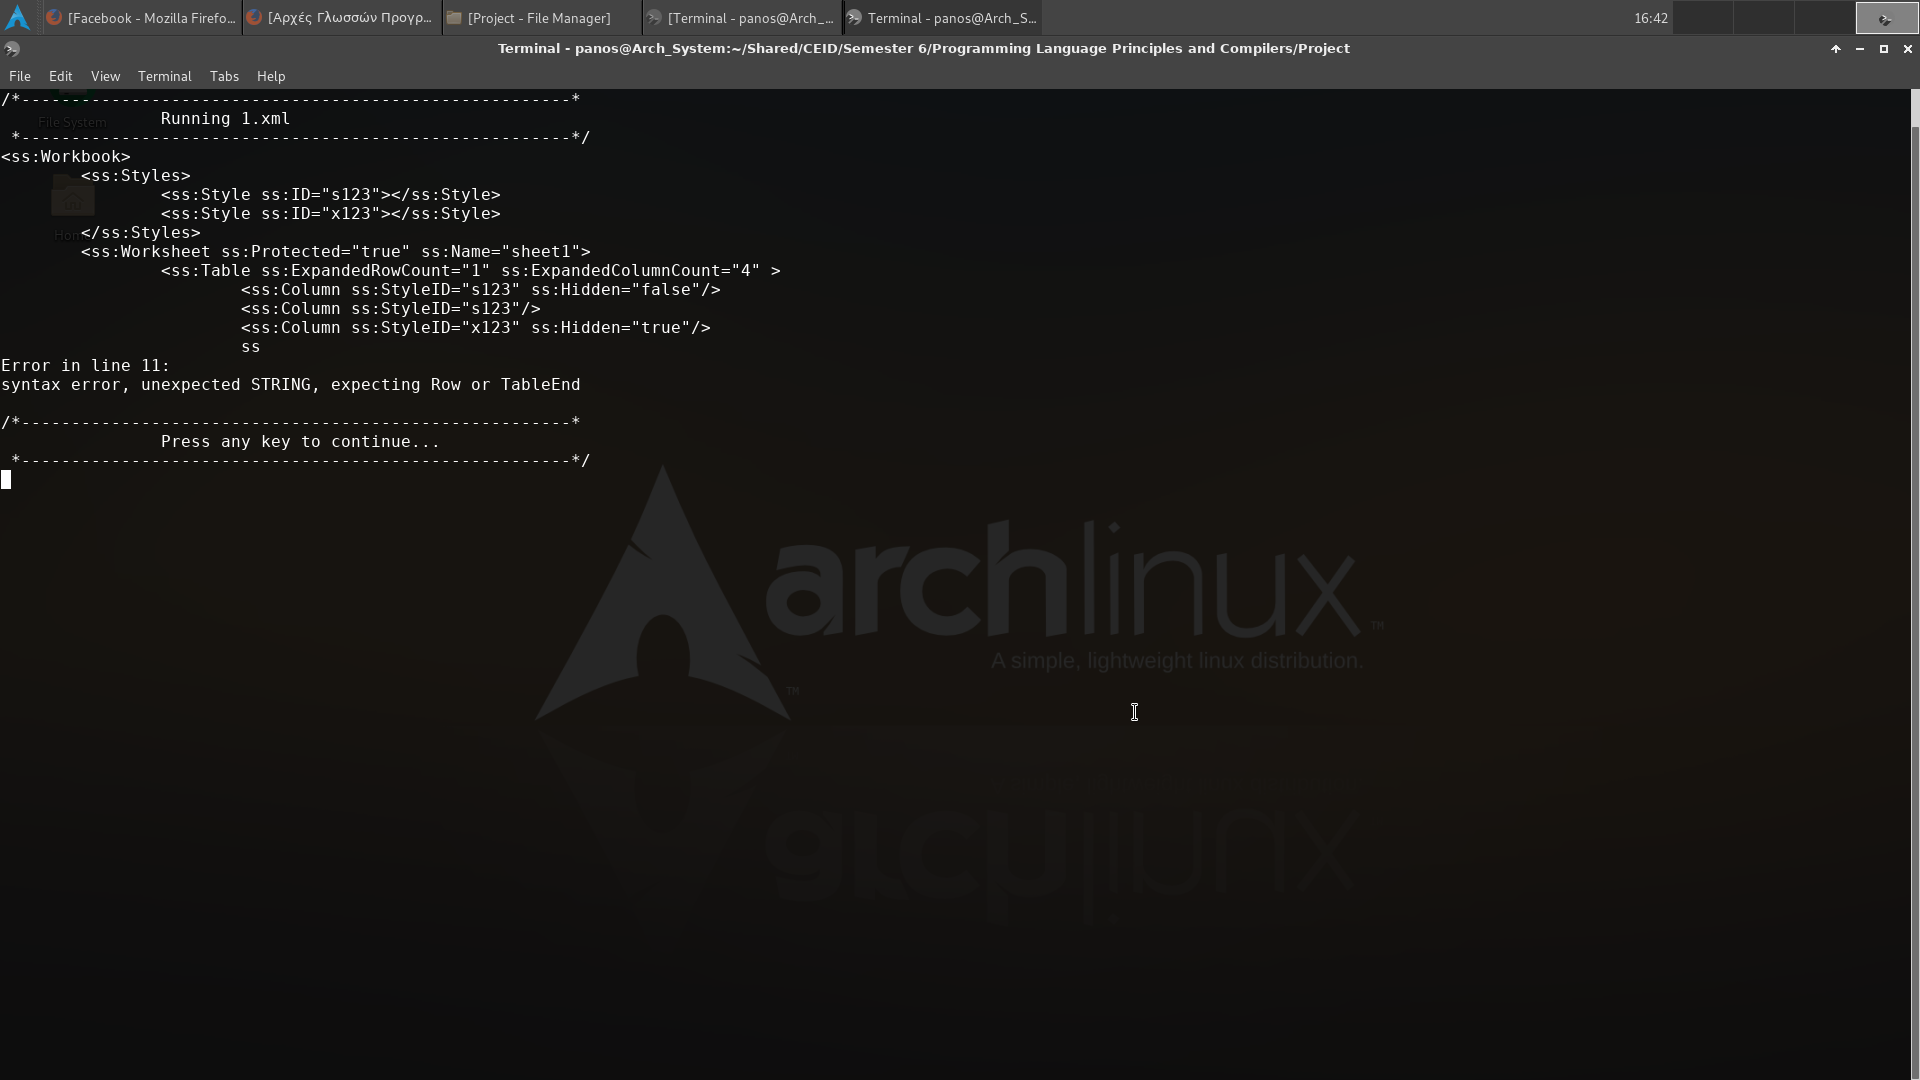 [Facebook - Mozilla Firefo...
[Αρχές Γλωσσών Προγρ...
[Project - File Manager]
[Terminal - panos@Arch_...
Terminal - panos@Arch_S...
16:42
Terminal - panos@Arch_System:~/Shared/CEID/Semester 6/Programming Language Principles and Compilers/Project
File Edit View Terminal Tabs Help
/*-------------------------------------------------------*
File System
                Running 1.xml
 *-------------------------------------------------------*/
<ss:Workbook>
        <ss:Styles>
                <ss:Style ss:ID="s123"></ss:Style>
                <ss:Style ss:ID="x123"></ss:Style>
Home
        </ss:Styles>
        <ss:Worksheet ss:Protected="true" ss:Name="sheet1">
                <ss:Table ss:ExpandedRowCount="1" ss:ExpandedColumnCount="4" >
                        <ss:Column ss:StyleID="s123" ss:Hidden="false"/>
                        <ss:Column ss:StyleID="s123"/>
                        <ss:Column ss:StyleID="x123" ss:Hidden="true"/>
                        ss
Error in line 11:
syntax error, unexpected STRING, expecting Row or TableEnd
/*-------------------------------------------------------*
                Press any key to continue...
 *-------------------------------------------------------*/
archlinux™
A simple, lightweight linux distribution.
™